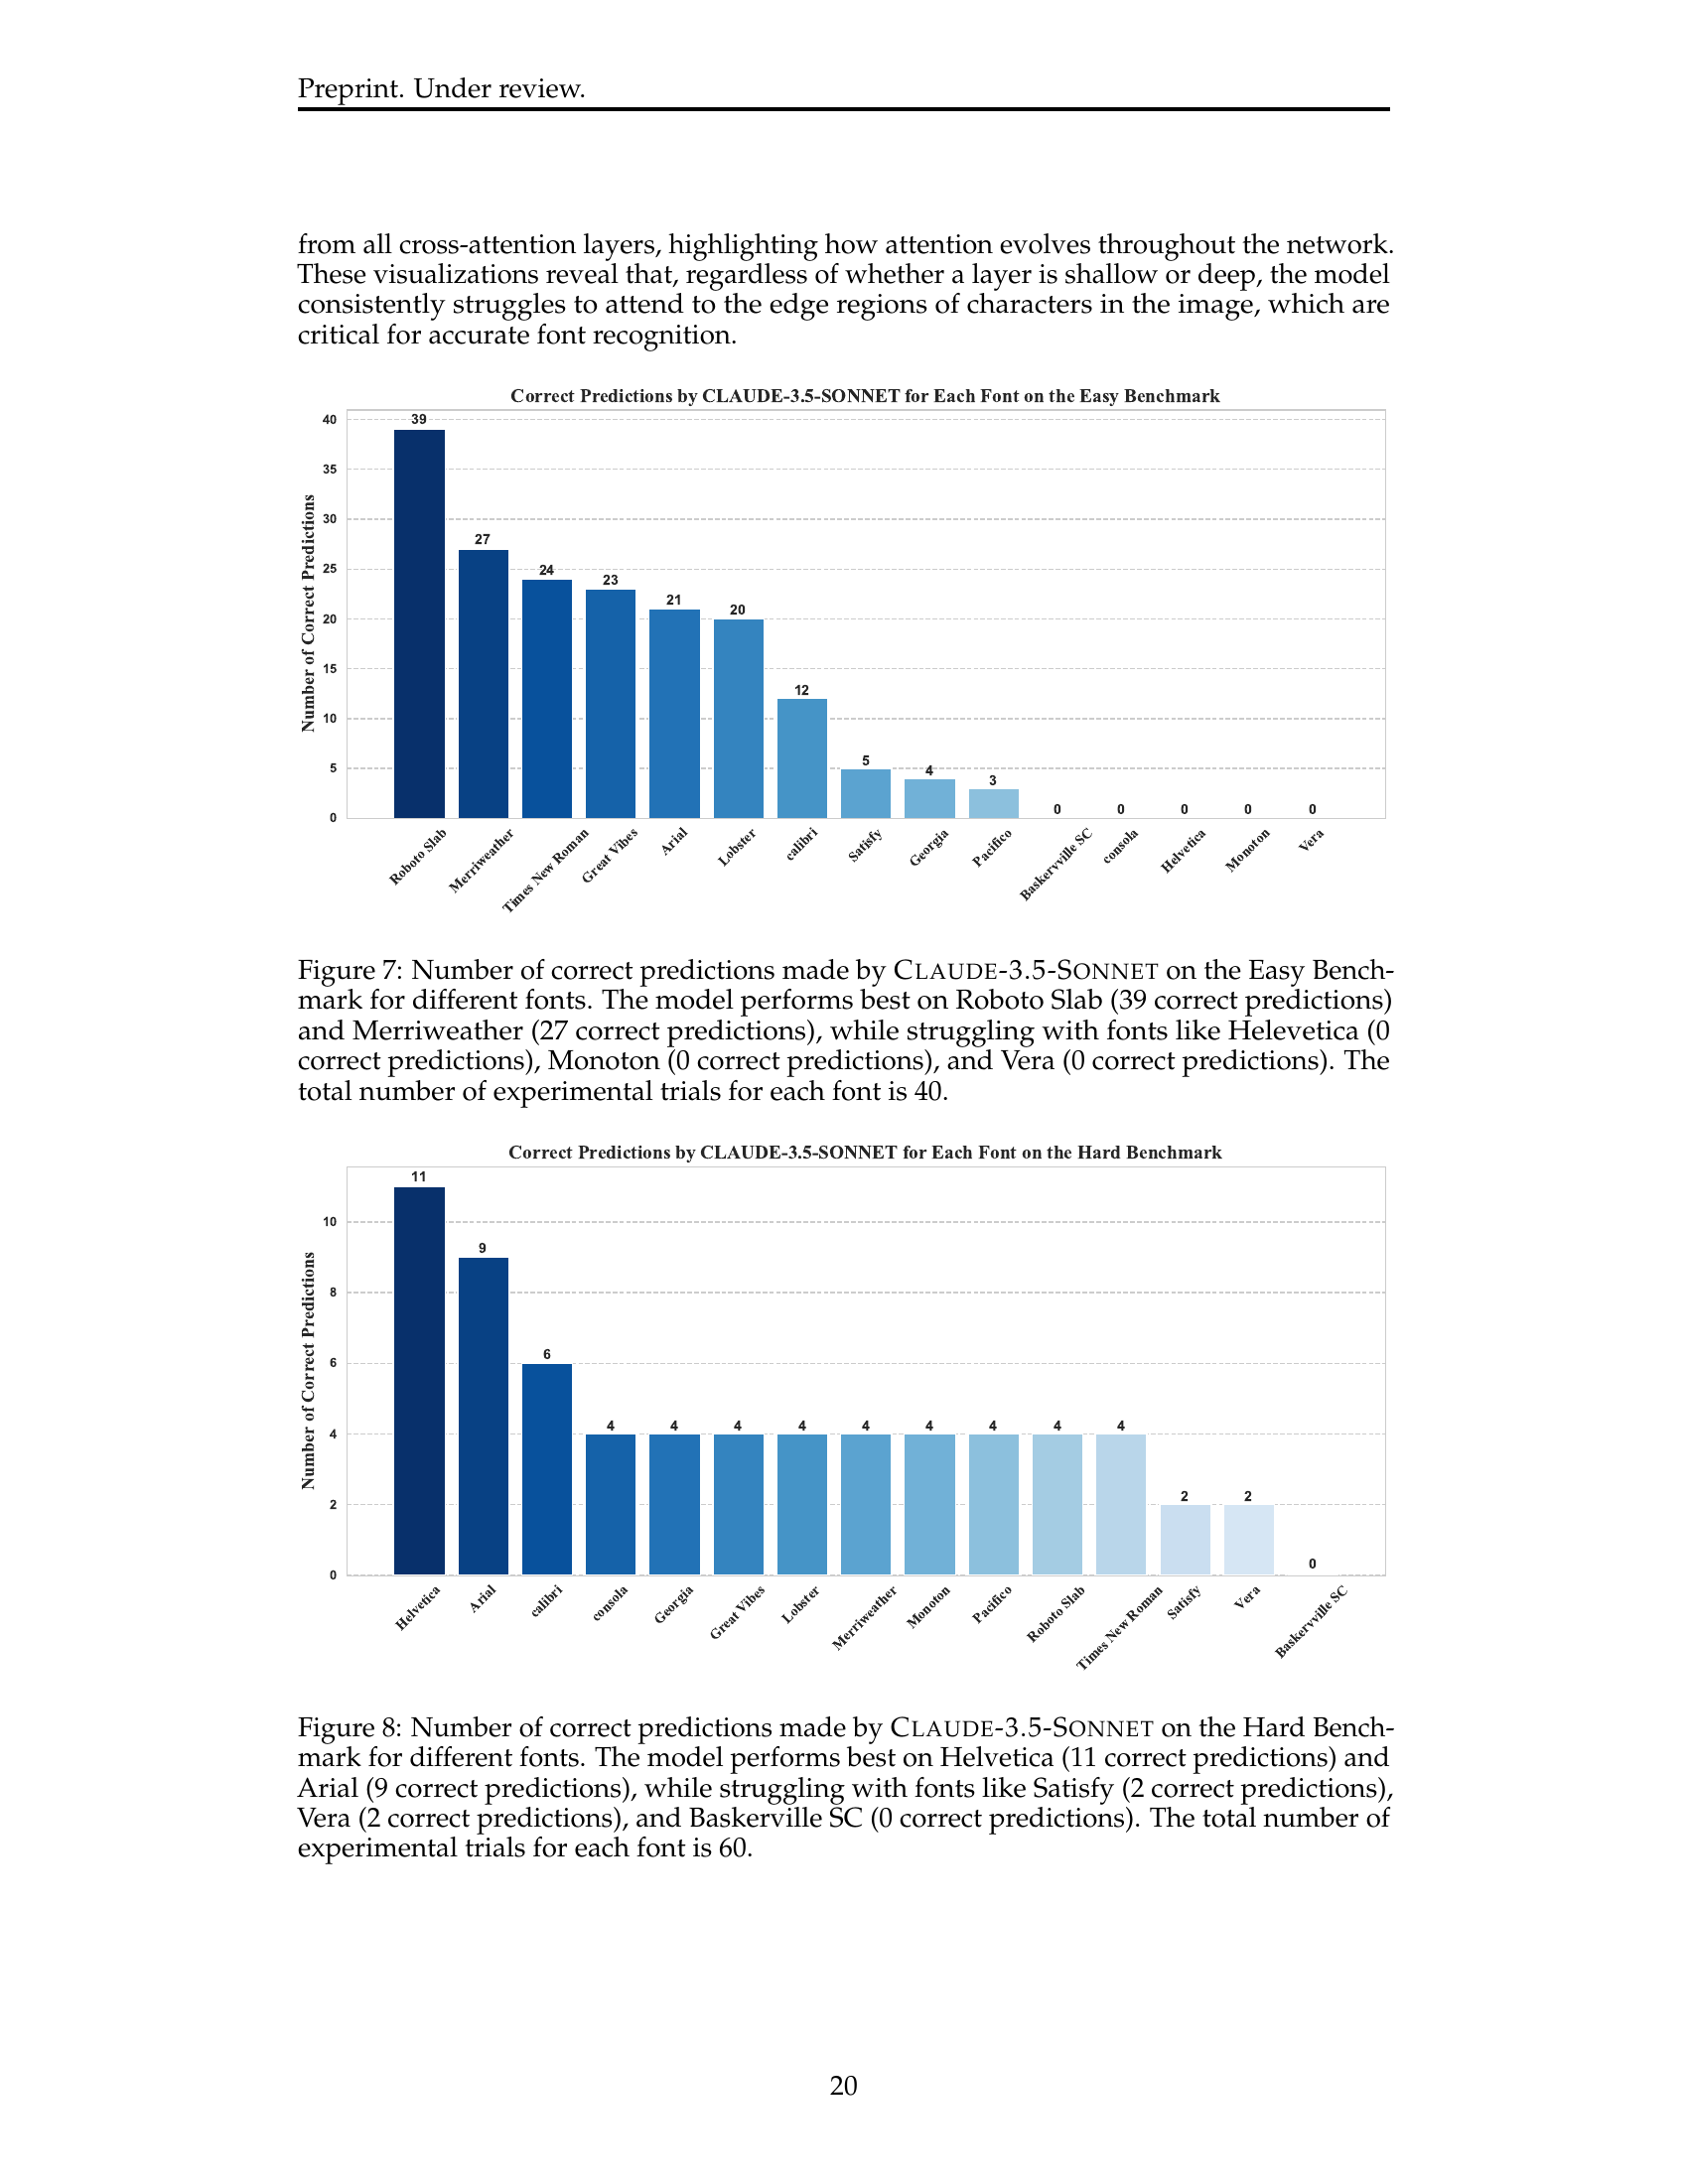 Preprint. Under review.
from all cross-attention layers, highlighting how attention evolves throughout the network.
These visualizations reveal that, regardless of whether a layer is shallow or deep, the model
consistently struggles to attend to the edge regions of characters in the image, which are
critical for accurate font recognition.
Correct Predictions by CLAUDE-3.5-SONNET for Each Font on the Easy Benchmark
Number of Correct Predictions
40
35
30
25
20
15
10
5
0
39
27
24
23
21
20
12
5
4
3
0
0
0
0
0
Roboto Slab
Merriweather
Times New Roman
Great Vibes
Arial
Lobster
calibri
Satisfy
Georgia
Pacifico
Baskervville SC
consola
Helvetica
Monoton
Vera
Figure 7: Number of correct predictions made by CLAUDE-3.5-SONNET on the Easy Bench-
mark for different fonts. The model performs best on Roboto Slab (39 correct predictions)
and Merriweather (27 correct predictions), while struggling with fonts like Helevetica (0
correct predictions), Monoton (0 correct predictions), and Vera (0 correct predictions). The
total number of experimental trials for each font is 40.
Correct Predictions by CLAUDE-3.5-SONNET for Each Font on the Hard Benchmark
Number of Correct Predictions
10
8
6
4
2
0
11
9
6
4
4
4
4
4
4
4
4
4
2
2
0
Helvetica
Arial
calibri
consola
Georgia
Great Vibes
Lobster
Merriweather
Monoton
Pacifico
Roboto Slab
Times New Roman
Satisfy
Vera
Baskervville SC
Figure 8: Number of correct predictions made by CLAUDE-3.5-SONNET on the Hard Bench-
mark for different fonts. The model performs best on Helvetica (11 correct predictions) and
Arial (9 correct predictions), while struggling with fonts like Satisfy (2 correct predictions),
Vera (2 correct predictions), and Baskerville SC (0 correct predictions). The total number of
experimental trials for each font is 60.
20